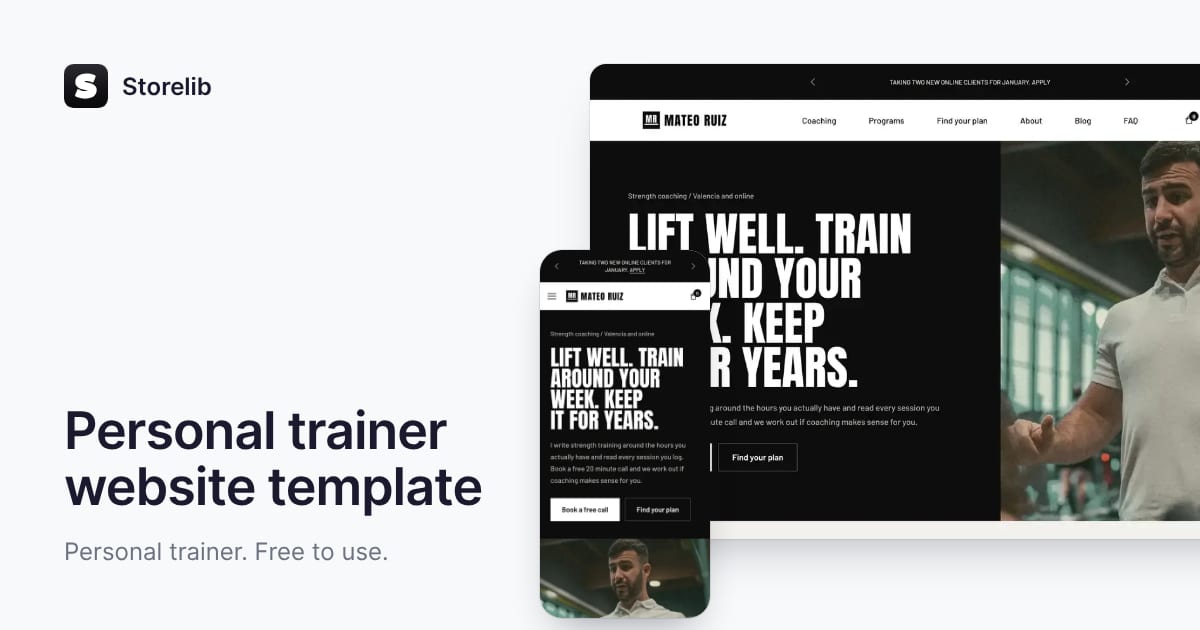 S
Storelib
Personal trainer
website template
Personal trainer. Free to use.
TAKING TWO NEW ONLINE CLIENTS FOR JANUARY. APPLY
MR MATEO RUIZ
Coaching
Programs
Find your plan
About
Blog
FAQ
Strength coaching / Valencia and online
LIFT WELL. TRAIN
ND YOUR
. KEEP
R YEARS.
around the hours you actually have and read every session you
ute call and we work out if coaching makes sense for you.
Find your plan
TAKING TWO NEW ONLINE CLIENTS FOR
JANUARY. APPLY
MR MATEO RUIZ
Strength coaching / Valencia and online
LIFT WELL. TRAIN
AROUND YOUR
WEEK. KEEP
IT FOR YEARS.
I write strength training around the hours you
actually have and read every session you log.
Book a free 20 minute call and we work out if
coaching makes sense for you.
Book a free call
Find your plan